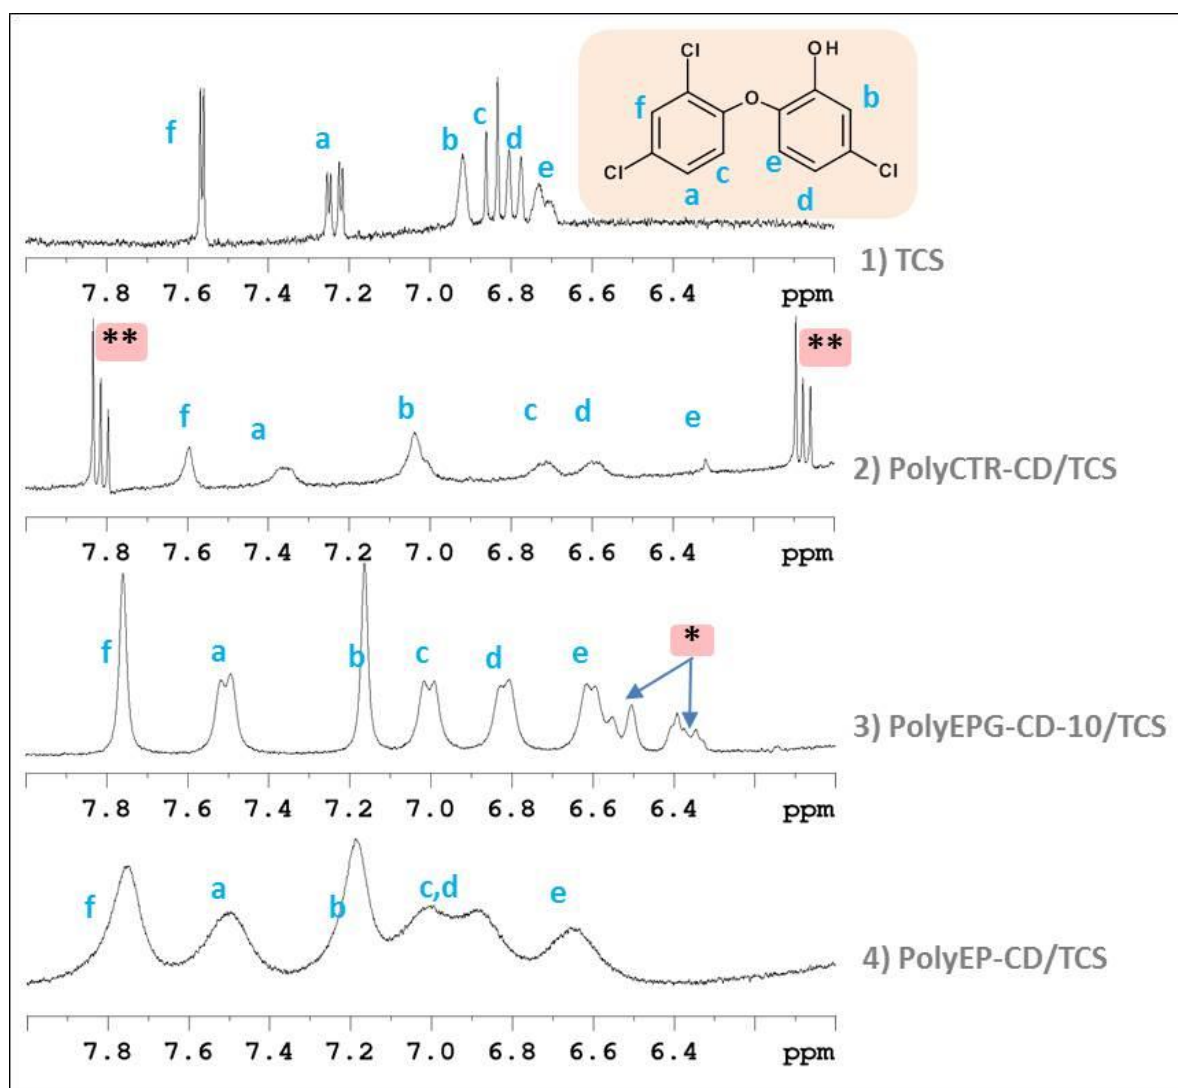 Cl
OH
f
O
b
Cl
e
Cl
c
a
d
f
a
b
c
d
e
1) TCS
7.8 7.6 7.4 7.2 7.0 6.8 6.6 6.4 ppm
**
**
f
a
b
c
d
e
2) PolyCTR-CD/TCS
7.8 7.6 7.4 7.2 7.0 6.8 6.6 6.4 ppm
*
f
a
b
c
d
e
3) PolyEPG-CD-10/TCS
7.8 7.6 7.4 7.2 7.0 6.8 6.6 6.4 ppm
f
a
b
c,d
e
4) PolyEP-CD/TCS
7.8 7.6 7.4 7.2 7.0 6.8 6.6 6.4 ppm